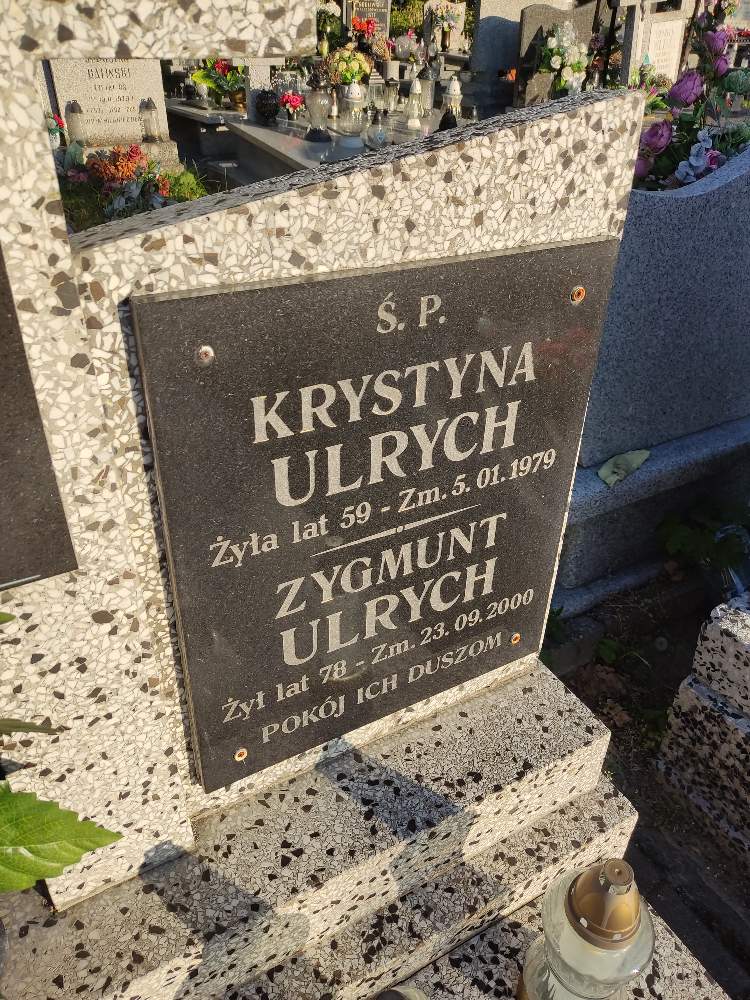 Ś. P.
KRYSTYNA
ULRYCH
Żyła lat 59 - Zm. 5. 01. 1979
ZYGMUNT
ULRYCH
Żył lat 78 - Zm. 23. 09. 2000
POKÓJ ICH DUSZOM